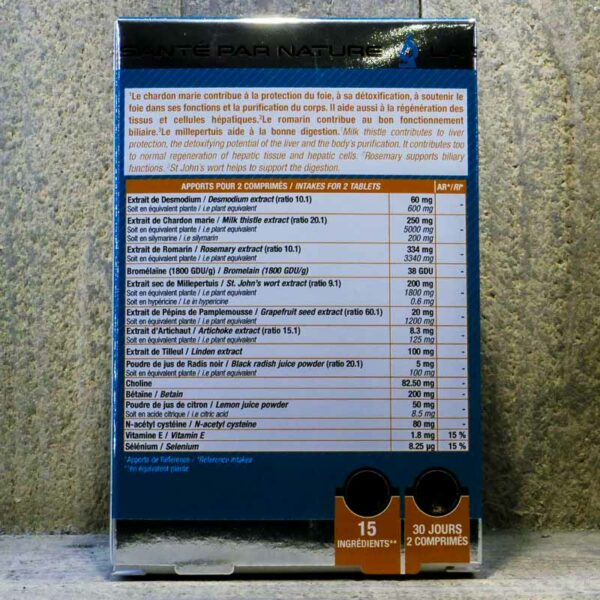 SANTÉ PAR NATURE
¹Le chardon marie contribue à la protection du foie, à sa détoxification, à soutenir le
foie dans ses fonctions et la purification du corps. Il aide aussi à la régénération des
tissus et cellules hépatiques.²Le romarin contribue au bon fonctionnement
biliaire.³Le millepertuis aide à la bonne digestion.¹Milk thistle contributes to liver
protection, the detoxifying potential of the liver and the body's purification. It contributes too
to normal regeneration of hepatic tissue and hepatic cells. ²Rosemary supports biliary
functions. ³St John's wort helps to support the digestion.
APPORTS POUR 2 COMPRIMÉS / INTAKES FOR 2 TABLETS AR*/RI*
Extrait de Desmodium / Desmodium extract (ratio 10.1) 60 mg -
Soit en équivalent plante / i.e plant equivalent 600 mg
Extrait de Chardon marie / Milk thistle extract (ratio 20.1) 250 mg
Soit en équivalent plante / i.e plant equivalent 5000 mg -
Soit en silymarine / i.e silymarin 200 mg
Extrait de Romarin / Rosemary extract (ratio 10.1) 334 mg -
Soit en équivalent plante / i.e plant equivalent 3340 mg
Bromélaïne (1800 GDU/g) / Bromelain (1800 GDU/g) 38 GDU -
Extrait sec de Millepertuis / St. John's wort extract (ratio 9.1) 200 mg
Soit en équivalent plante / i.e plant equivalent 1800 mg -
Soit en hypéricine / i.e in hypericine 0.6 mg
Extrait de Pépins de Pamplemousse / Grapefruit seed extract (ratio 60.1) 20 mg -
Soit en équivalent plante / i.e plant equivalent 1200 mg
Extrait d'Artichaut / Artichoke extract (ratio 15.1) 8.3 mg -
Soit en équivalent plante / i.e plant equivalent 125 mg
Extrait de Tilleul / Linden extract 100 mg -
Poudre de jus de Radis noir / Black radish juice powder (ratio 20.1) 5 mg -
Soit en équivalent plante / i.e plant equivalent 100 mg
Choline 82.50 mg -
Bétaïne / Betain 200 mg -
Poudre de jus de citron / Lemon juice powder 50 mg -
Soit en acide citrique / i.e citric acid 8.5 mg
N-acétyl cystéine / N-acetyl cysteine 80 mg -
Vitamine E / Vitamin E 1.8 mg 15 %
Sélénium / Selenium 8.25 µg 15 %
*Apports de Référence / *Reference intakes
**en équivalent plante
15
INGRÉDIENTS**
30 JOURS
2 COMPRIMÉS